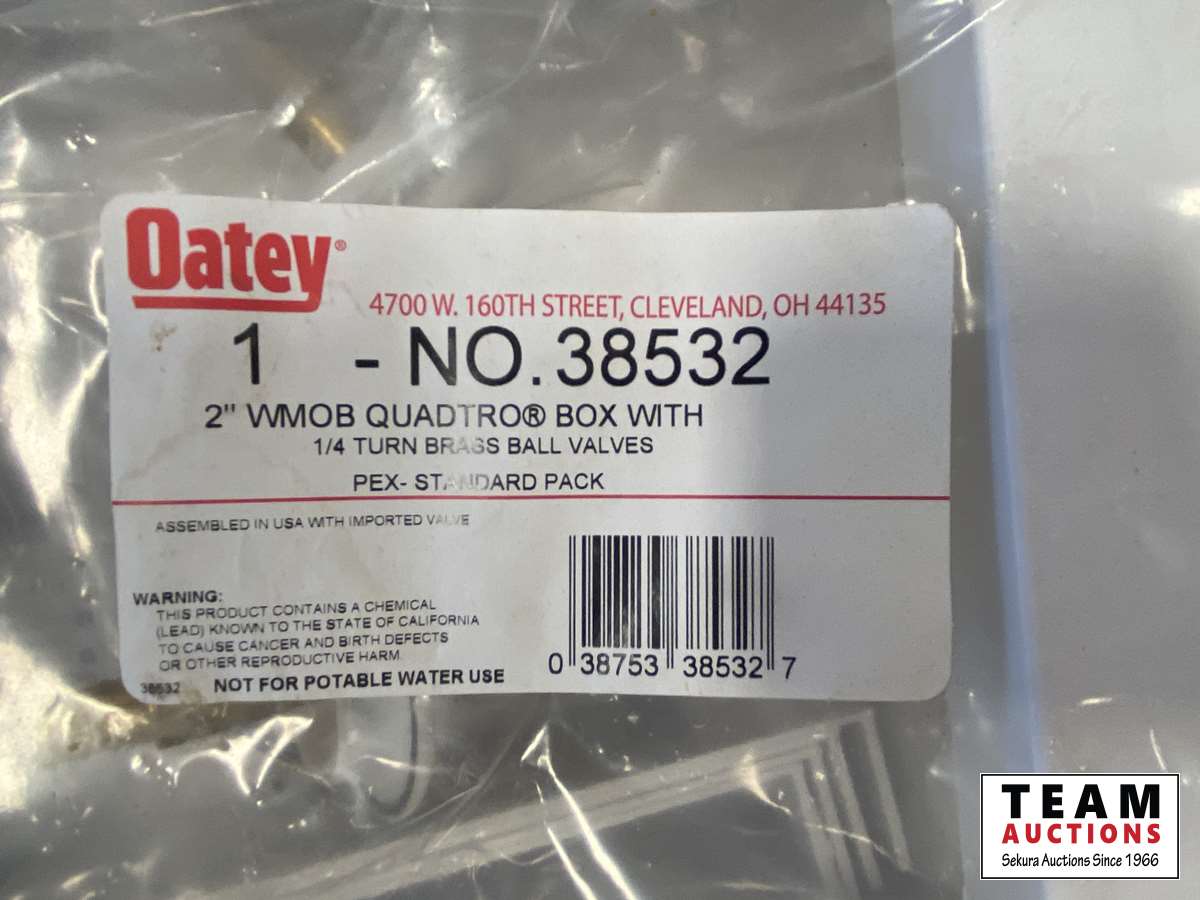 Oatey®
4700 W. 160TH STREET, CLEVELAND, OH 44135
1 - NO. 38532
2" WMOB QUADTRO® BOX WITH
1/4 TURN BRASS BALL VALVES
PEX- STANDARD PACK
ASSEMBLED IN USA WITH IMPORTED VALVE
WARNING:
THIS PRODUCT CONTAINS A CHEMICAL
(LEAD) KNOWN TO THE STATE OF CALIFORNIA
TO CAUSE CANCER AND BIRTH DEFECTS
OR OTHER REPRODUCTIVE HARM.
38532 NOT FOR POTABLE WATER USE
0 38753 38532 7
TEAM
AUCTIONS
Sekura Auctions Since 1966